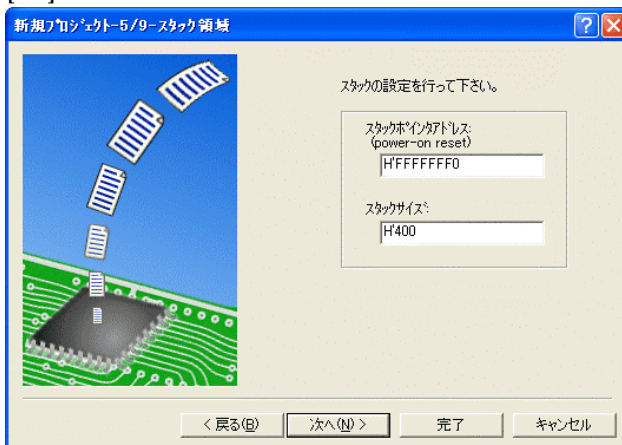 新規ﾌﾟﾛｼﾞｪｸﾄ-5/9-ｽﾀｯｸ領域
ｽﾀｯｸの設定を行って下さい。
ｽﾀｯｸﾎﾟｲﾝﾀｱﾄﾞﾚｽ:
(power-on reset)
H'FFFFFFF0
ｽﾀｯｸｻｲｽﾞ:
H'400
< 戻る(B)
次へ(N) >
完了
キャンセル